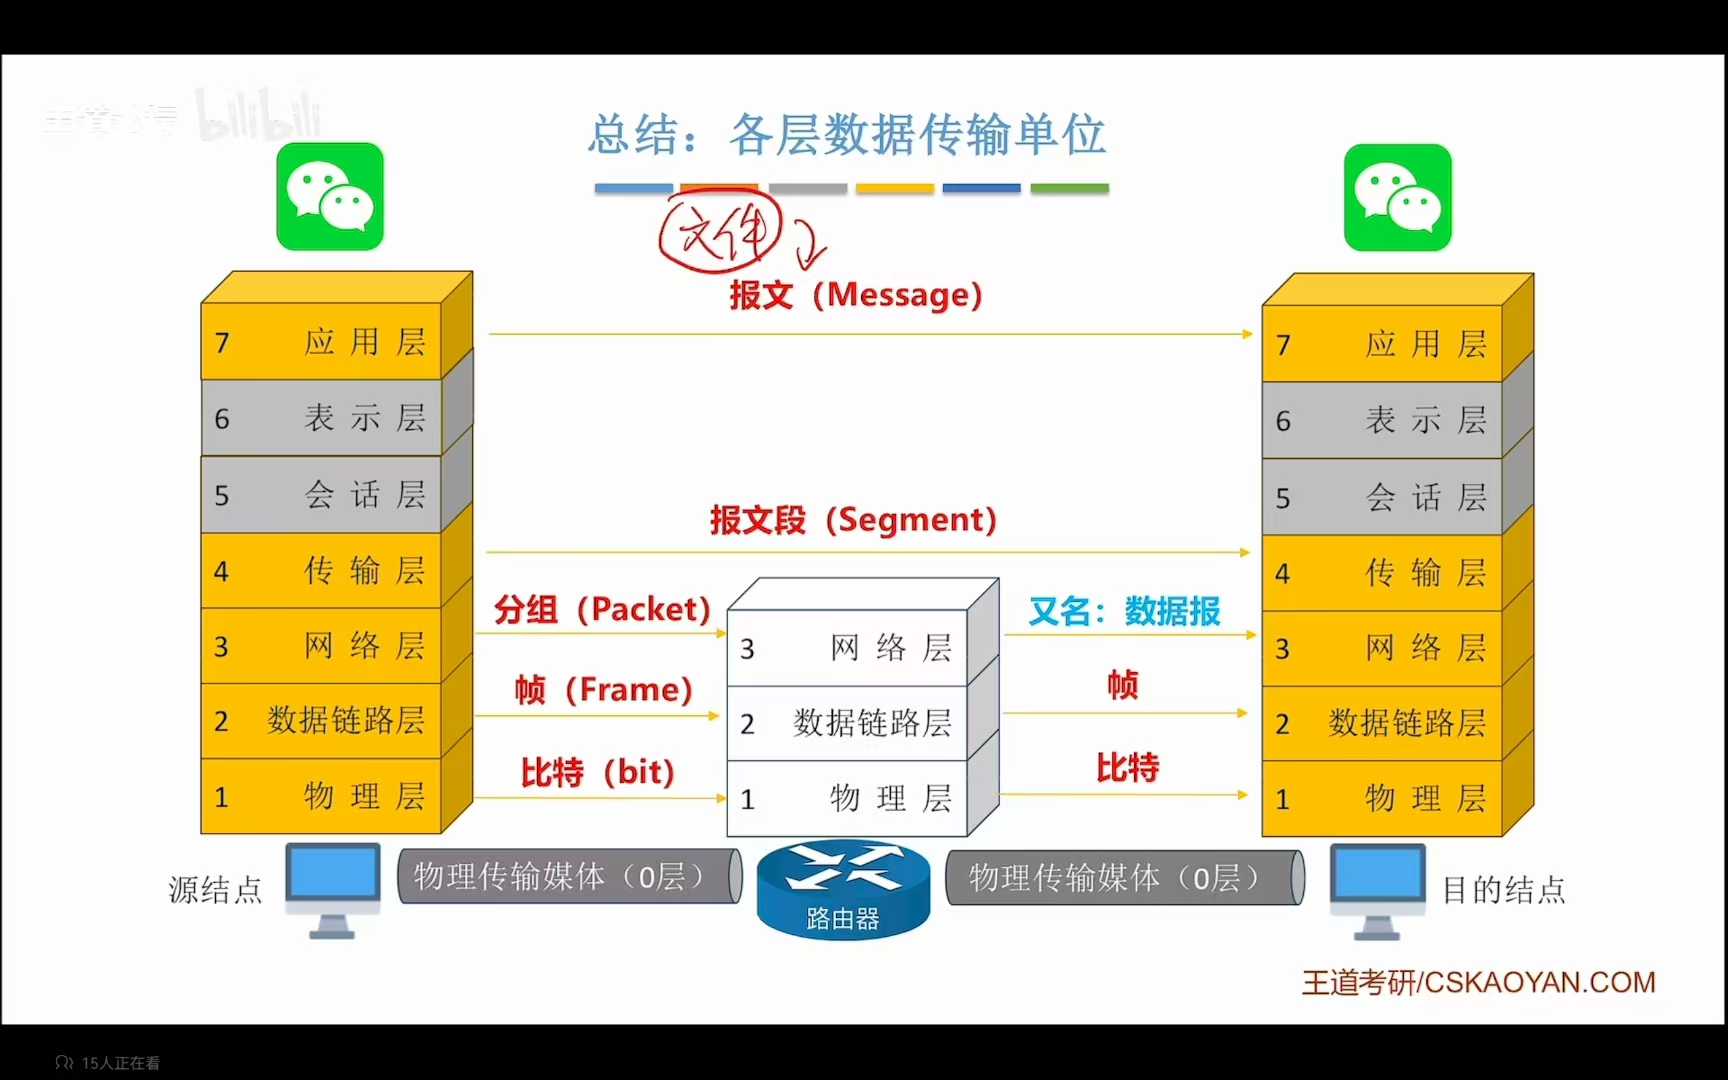 bilibili
总结：各层数据传输单位
文件
报文（Message）
7 应用层
6 表示层
5 会话层
4 传输层
3 网络层
2 数据链路层
1 物理层
报文段（Segment）
分组（Packet）
帧（Frame）
比特（bit）
3 网络层
2 数据链路层
1 物理层
又名：数据报
帧
比特
7 应用层
6 表示层
5 会话层
4 传输层
3 网络层
2 数据链路层
1 物理层
源结点
物理传输媒体（0层）
路由器
物理传输媒体（0层）
目的结点
王道考研/CSKAOYAN.COM
15人正在看